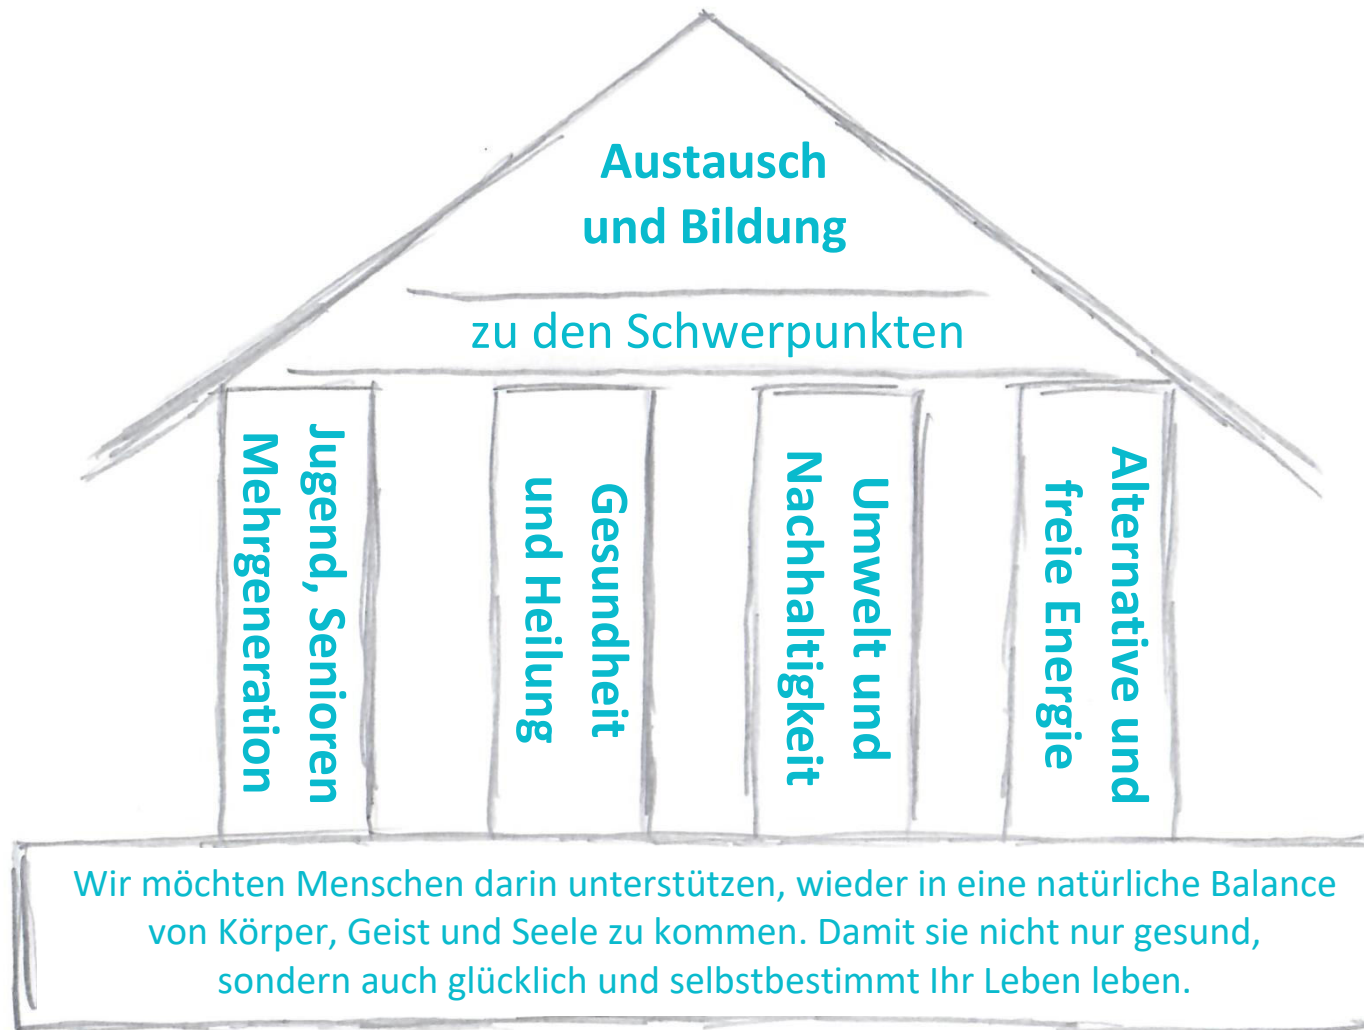 Austausch
und Bildung
zu den Schwerpunkten
Jugend, Senioren
Mehrgeneration
Gesundheit
und Heilung
Umwelt und
Nachhaltigkeit
Alternative und
freie Energie
Wir möchten Menschen darin unterstützen, wieder in eine natürliche Balance
von Körper, Geist und Seele zu kommen. Damit sie nicht nur gesund,
sondern auch glücklich und selbstbestimmt Ihr Leben leben.